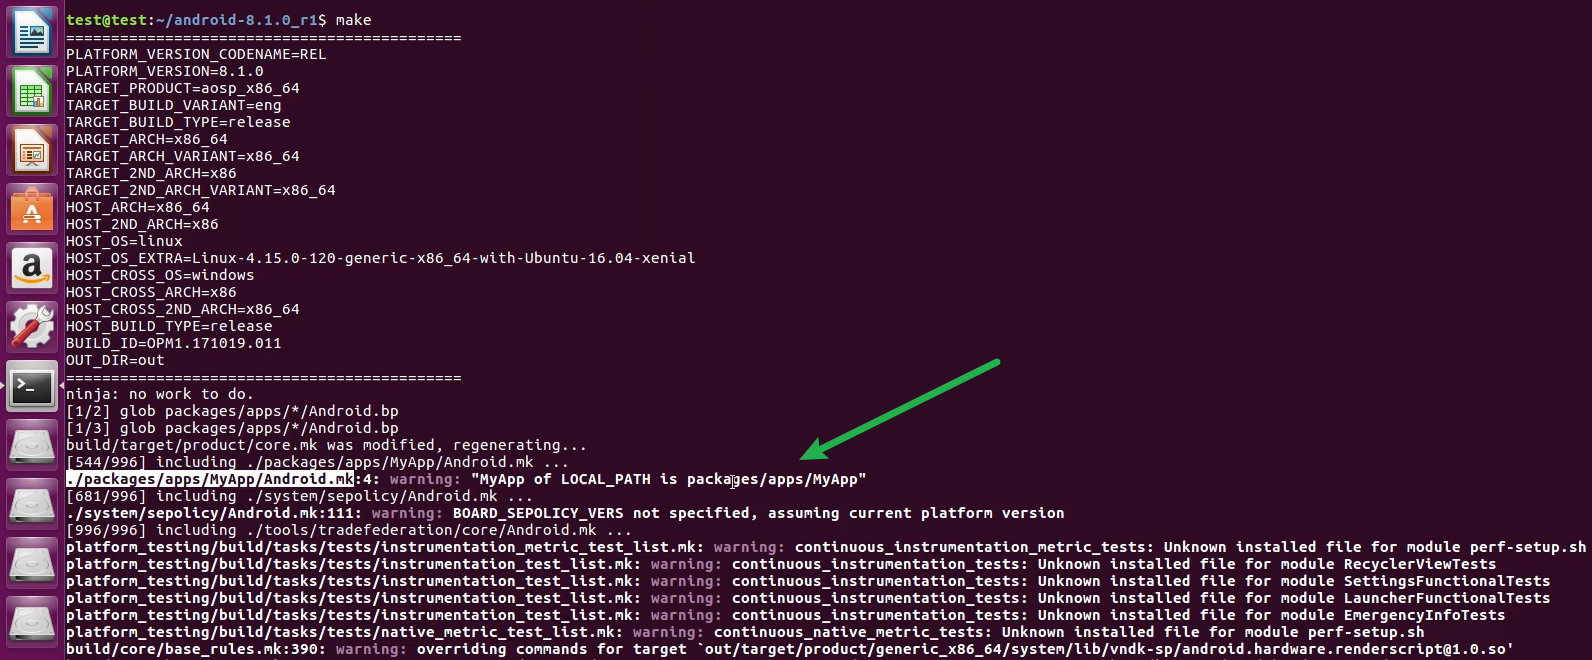 test@test:~/android-8.1.0_r1$ make
============================================
PLATFORM_VERSION_CODENAME=REL
PLATFORM_VERSION=8.1.0
TARGET_PRODUCT=aosp_x86_64
TARGET_BUILD_VARIANT=eng
TARGET_BUILD_TYPE=release
TARGET_ARCH=x86_64
TARGET_ARCH_VARIANT=x86_64
TARGET_2ND_ARCH=x86
TARGET_2ND_ARCH_VARIANT=x86_64
HOST_ARCH=x86_64
HOST_2ND_ARCH=x86
HOST_OS=linux
HOST_OS_EXTRA=Linux-4.15.0-120-generic-x86_64-with-Ubuntu-16.04-xenial
HOST_CROSS_OS=windows
HOST_CROSS_ARCH=x86
HOST_CROSS_2ND_ARCH=x86_64
HOST_BUILD_TYPE=release
BUILD_ID=OPM1.171019.011
OUT_DIR=out
============================================
ninja: no work to do.
[1/2] glob packages/apps/*/Android.bp
[1/3] glob packages/apps/*/Android.bp
build/target/product/core.mk was modified, regenerating...
[544/996] including ./packages/apps/MyApp/Android.mk ...
./packages/apps/MyApp/Android.mk:4: warning: "MyApp of LOCAL_PATH is packages/apps/MyApp"
[681/996] including ./system/sepolicy/Android.mk ...
./system/sepolicy/Android.mk:111: warning: BOARD_SEPOLICY_VERS not specified, assuming current platform version
[996/996] including ./tools/tradefederation/core/Android.mk ...
platform_testing/build/tasks/tests/instrumentation_metric_test_list.mk: warning: continuous_instrumentation_metric_tests: Unknown installed file for module perf-setup.sh
platform_testing/build/tasks/tests/instrumentation_test_list.mk: warning: continuous_instrumentation_tests: Unknown installed file for module RecyclerViewTests
platform_testing/build/tasks/tests/instrumentation_test_list.mk: warning: continuous_instrumentation_tests: Unknown installed file for module SettingsFunctionalTests
platform_testing/build/tasks/tests/instrumentation_test_list.mk: warning: continuous_instrumentation_tests: Unknown installed file for module LauncherFunctionalTests
platform_testing/build/tasks/tests/instrumentation_test_list.mk: warning: continuous_instrumentation_tests: Unknown installed file for module EmergencyInfoTests
platform_testing/build/tasks/tests/native_metric_test_list.mk: warning: continuous_native_metric_tests: Unknown installed file for module perf-setup.sh
build/core/base_rules.mk:390: warning: overriding commands for target `out/target/product/generic_x86_64/system/lib/vndk-sp/android.hardware.renderscript@1.0.so'